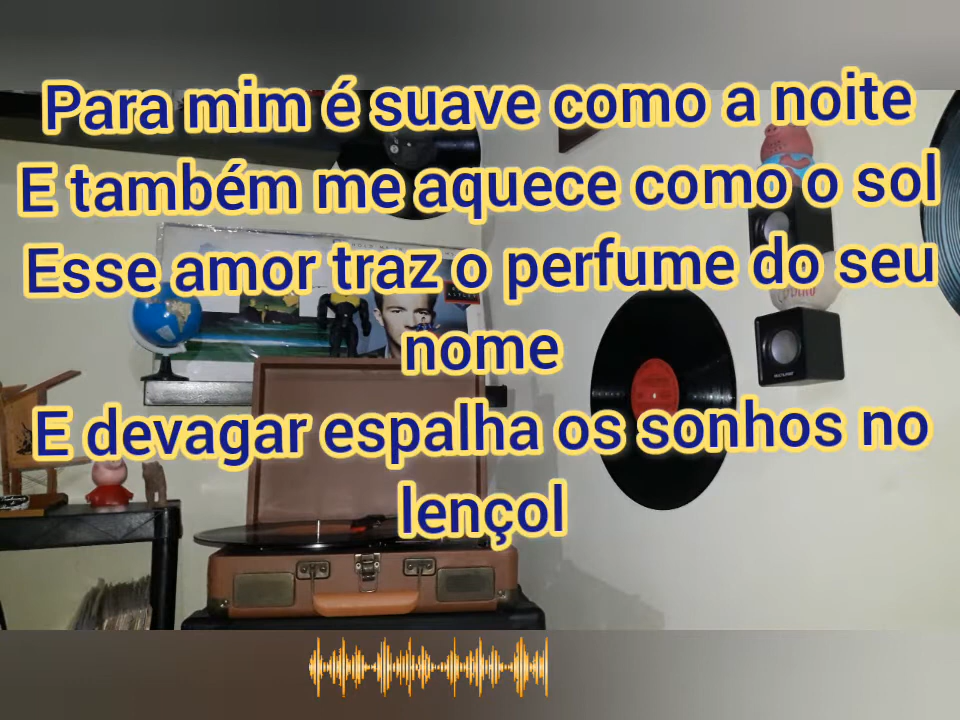 Para mim é suave como a noite
E também me aquece como o sol
Esse amor traz o perfume do seu
nome
E devagar espalha os sonhos no
lençol